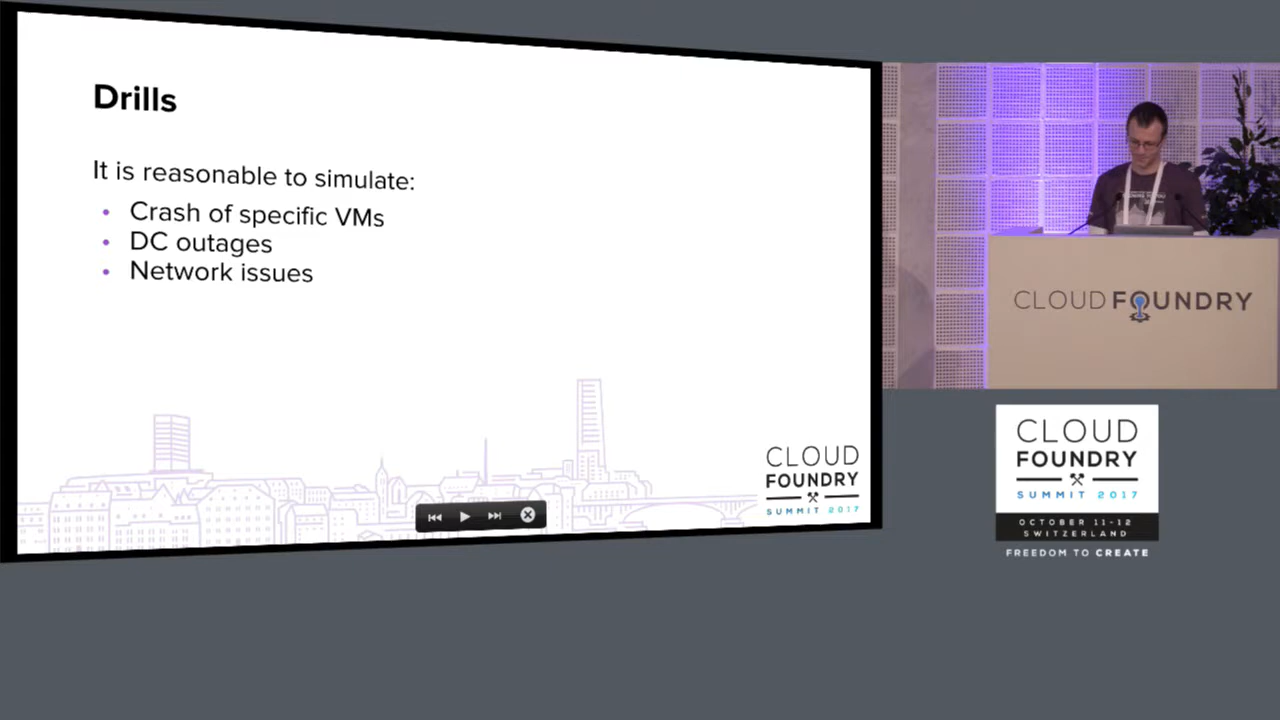 Drills
It is reasonable to simulate:
• Crash of specific VMs
• DC outages
• Network issues
CLOUD
FOUNDRY
SUMMIT 2017
CLOUD FOUNDRY
CLOUD
FOUNDRY
SUMMIT 2017
OCTOBER 11-12
SWITZERLAND
FREEDOM TO CREATE